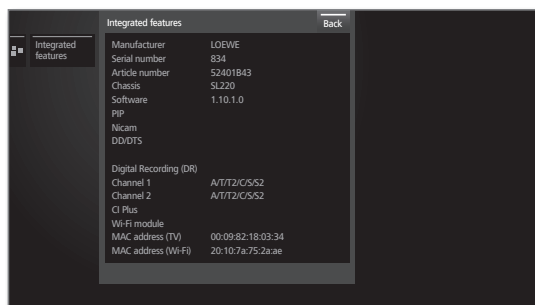 Integrated features
Back
Integrated
features
Manufacturer LOEWE
Serial number 834
Article number 52401B43
Chassis SL220
Software 1.10.1.0
PIP
Nicam
DD/DTS
Digital Recording (DR)
Channel 1 A/T/T2/C/S/S2
Channel 2 A/T/T2/C/S/S2
CI Plus
Wi-Fi module
MAC address (TV) 00:09:82:18:03:34
MAC address (Wi-Fi) 20:10:7a:75:2a:ae